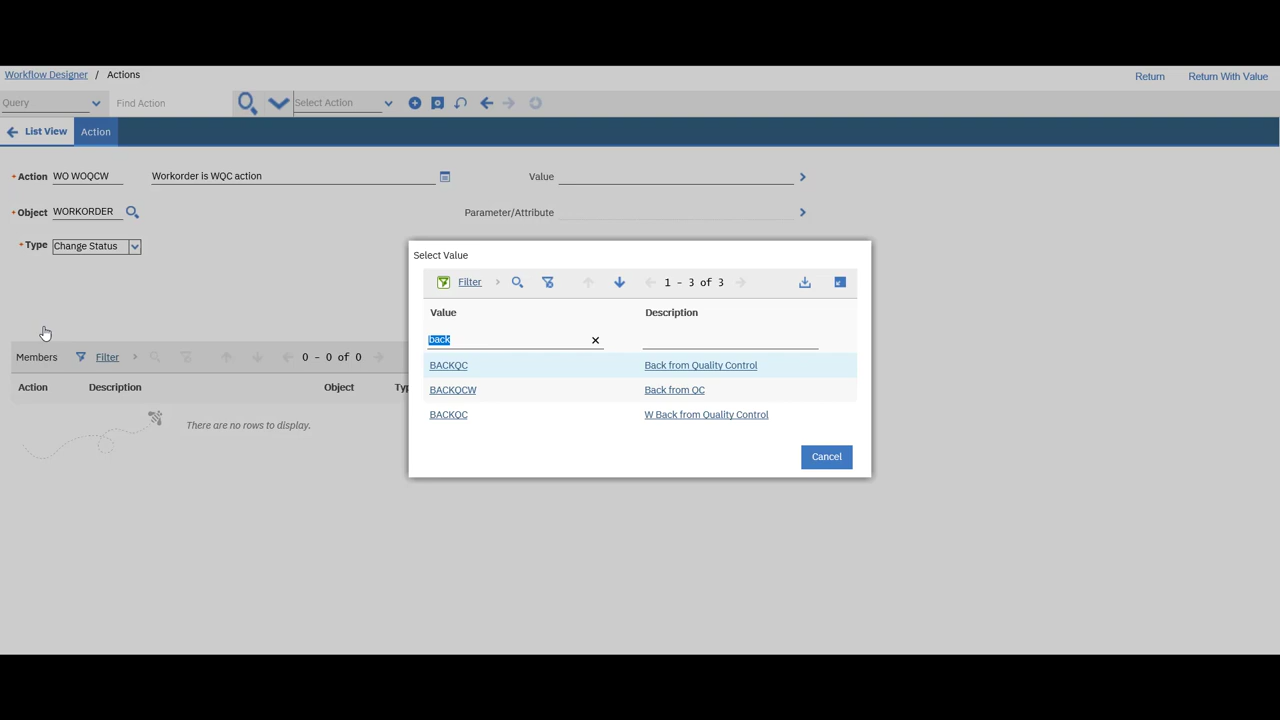 Workflow Designer / Actions
Return Return With Value
Query Find Action Select Action
List View Action
* Action WO WOQCW Workorder is WQC action Value
* Object WORKORDER Parameter/Attribute
* Type Change Status
Select Value
Filter 1 - 3 of 3
Value Description
back
BACKQC Back from Quality Control
BACKQCW Back from QC
BACKQC W Back from Quality Control
Cancel
Members Filter 0 - 0 of 0
Action Description Object Ty
There are no rows to display.